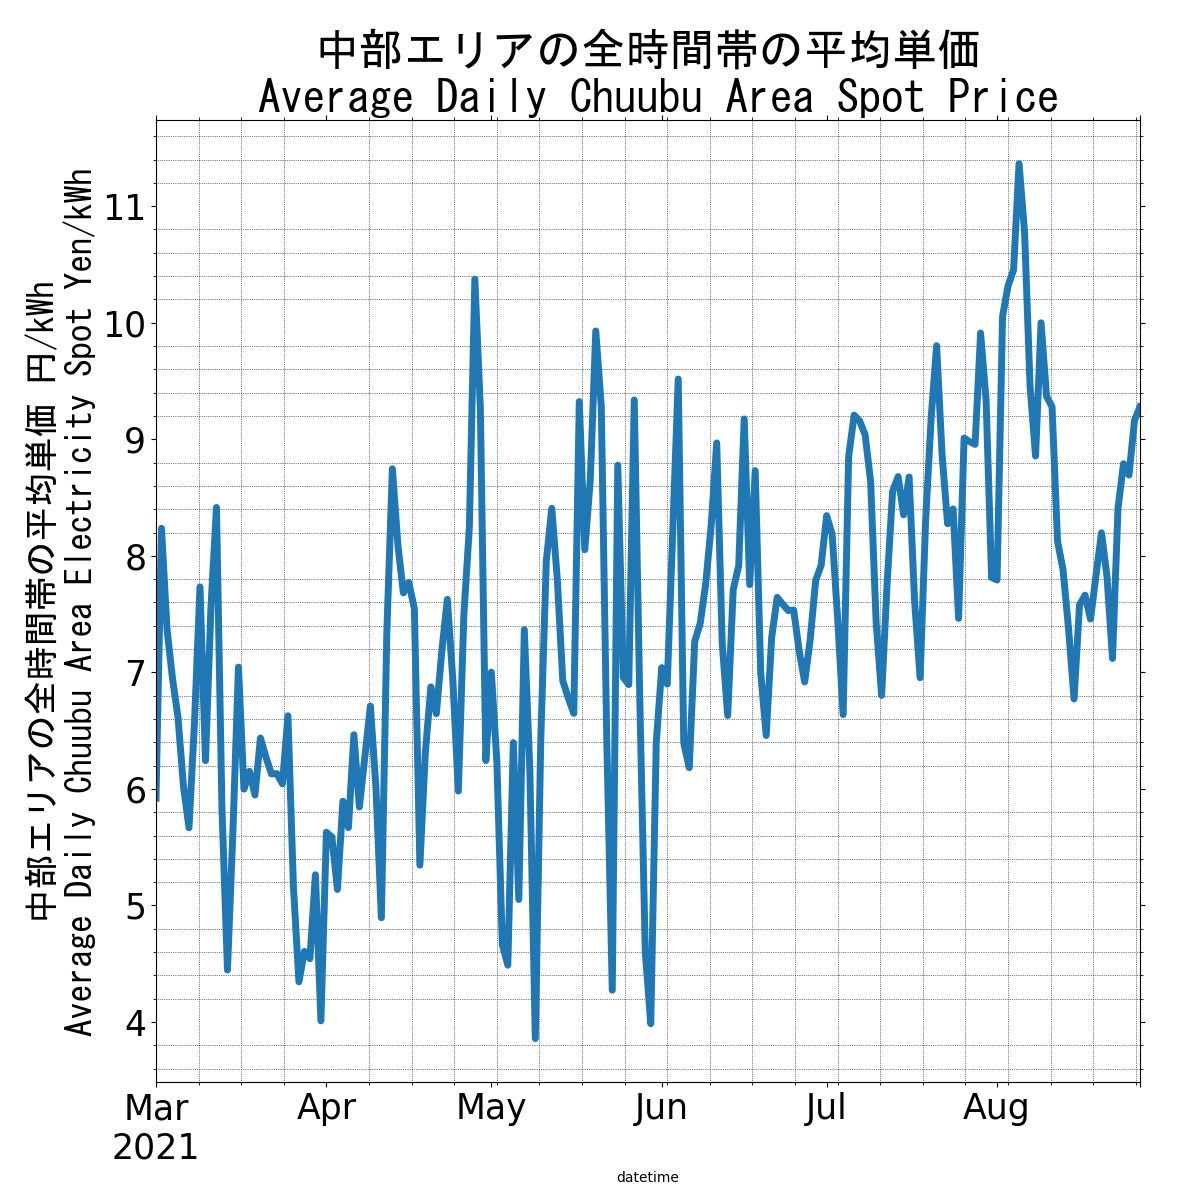 中部エリアの全時間帯の平均単価
Average Daily Chuubu Area Spot Price
中部エリアの全時間帯の平均単価 円/kWh
Average Daily Chuubu Area Electricity Spot Yen/kWh
11
10
9
8
7
6
5
4
Mar
2021
Apr
May
Jun
Jul
Aug
datetime